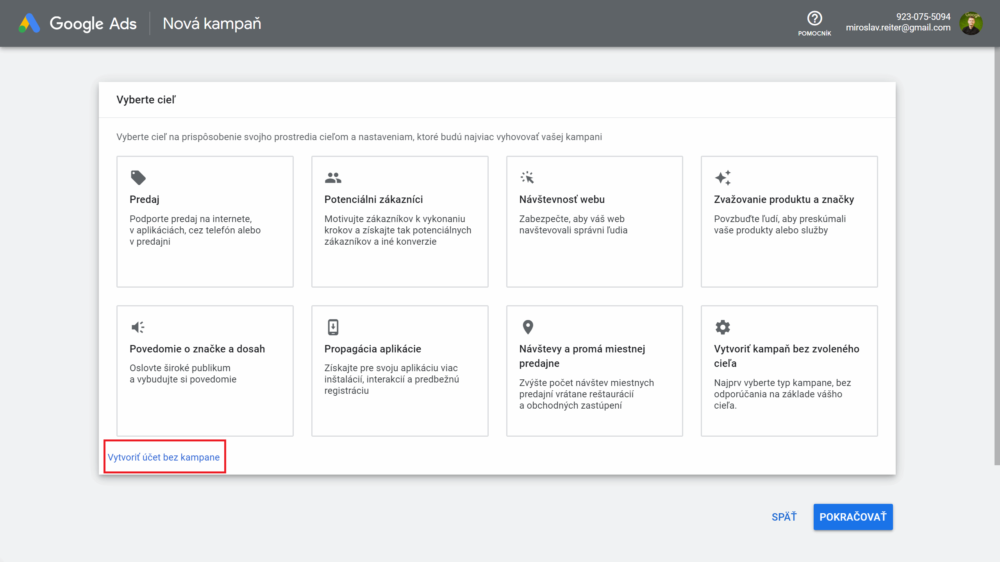 Google Ads
Nová kampaň
POMOCNÍK
923-075-5094
miroslav.reiter@gmail.com
Google
Vyberte cieľ
Vyberte cieľ na prispôsobenie svojho prostredia cieľom a nastaveniam, ktoré budú najviac vyhovovať vašej kampani
Predaj
Podporte predaj na internete,
v aplikáciách, cez telefón alebo
v predajni
Potenciálni zákazníci
Motivujte zákazníkov k vykonaniu
krokov a získajte tak potenciálnych
zákazníkov a iné konverzie
Návštevnosť webu
Zabezpečte, aby váš web
navštevovali správni ľudia
Zvažovanie produktu a značky
Povzbuďte ľudí, aby preskúmali
vaše produkty alebo služby
Povedomie o značke a dosah
Oslovte široké publikum
a vybudujte si povedomie
Propagácia aplikácie
Získajte pre svoju aplikáciu viac
inštalácií, interakcií a predbežnú
registráciu
Návštevy a promá miestnej
predajne
Zvýšte počet návštev miestnych
predajní vrátane reštaurácií
a obchodných zastúpení
Vytvoriť kampaň bez zvoleného
cieľa
Najprv vyberte typ kampane, bez
odporúčania na základe vášho
cieľa.
Vytvoriť účet bez kampane
SPÄŤ
POKRAČOVAŤ